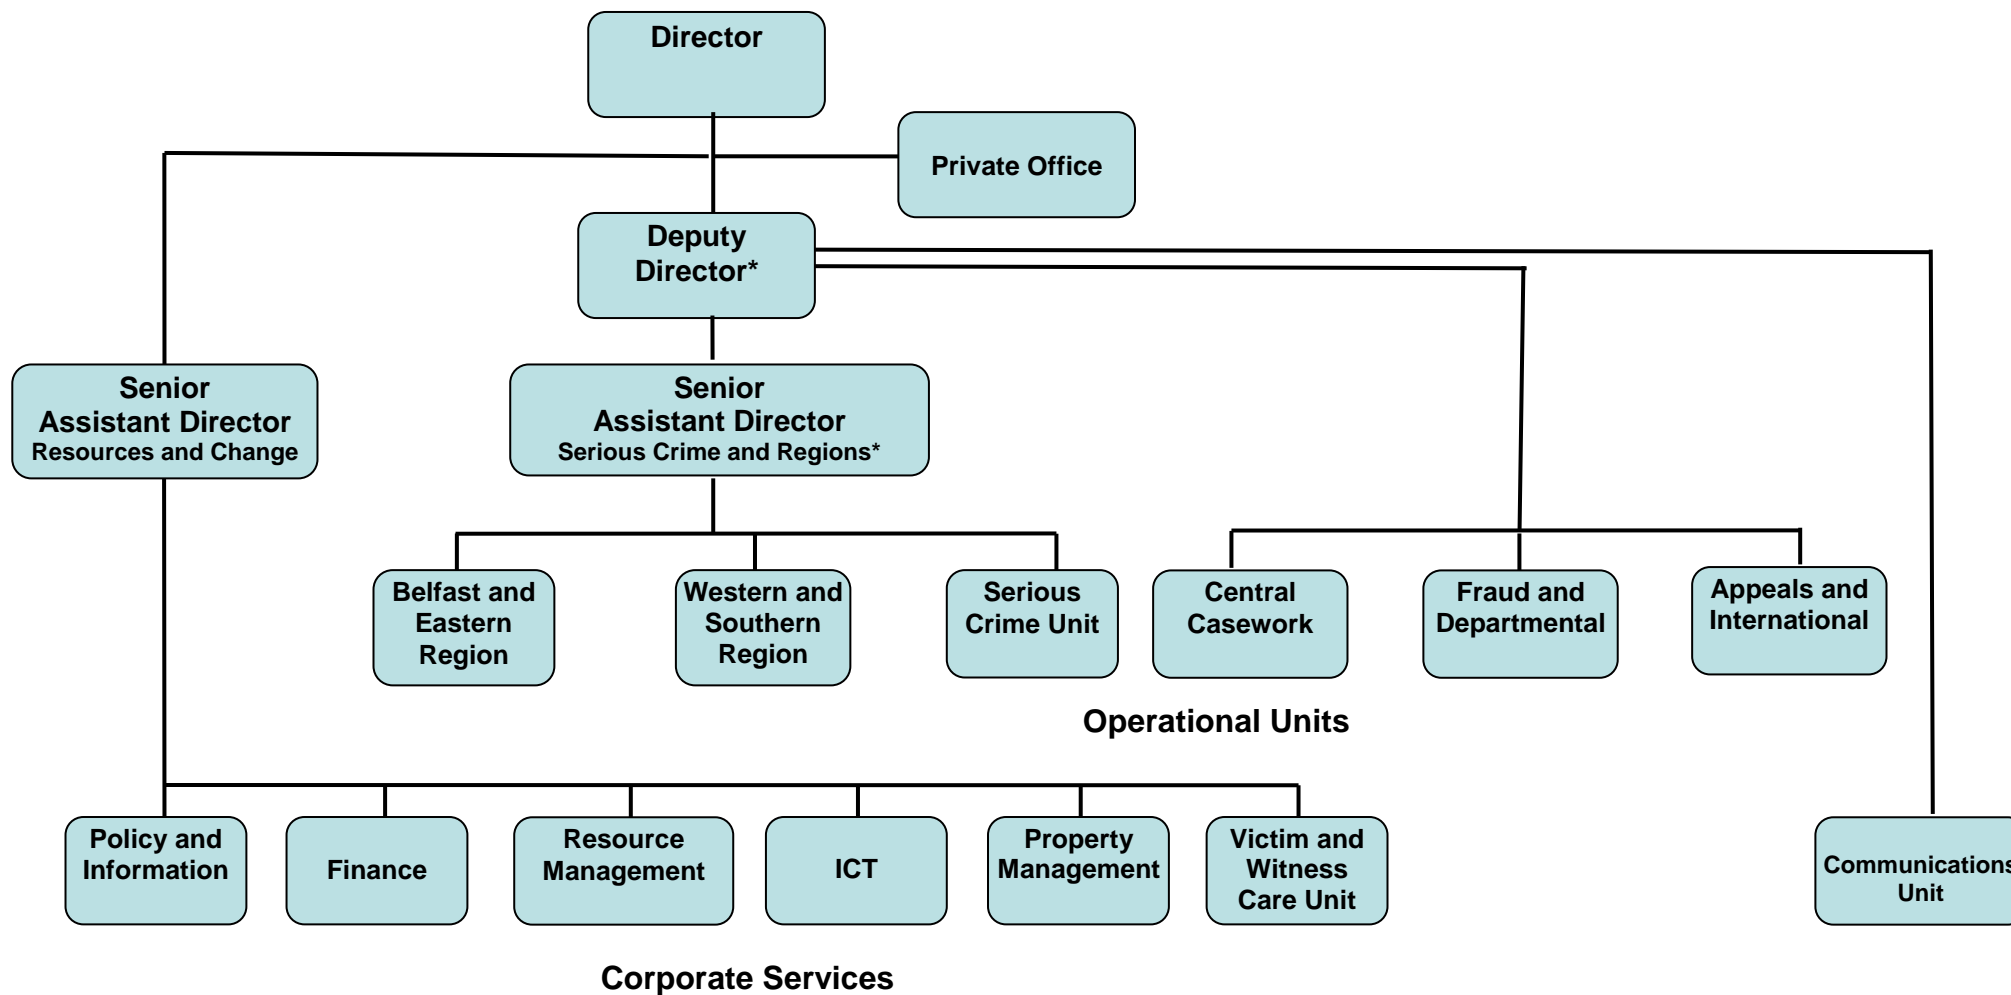 Director
Private Office
Deputy
Director*
Senior
Assistant Director
Resources and Change
Senior
Assistant Director
Serious Crime and Regions*
Belfast and
Eastern
Region
Western and
Southern
Region
Serious
Crime Unit
Central
Casework
Fraud and
Departmental
Appeals and
International
Operational Units
Policy and
Information
Finance
Resource
Management
ICT
Property
Management
Victim and
Witness
Care Unit
Communications
Unit
Corporate Services